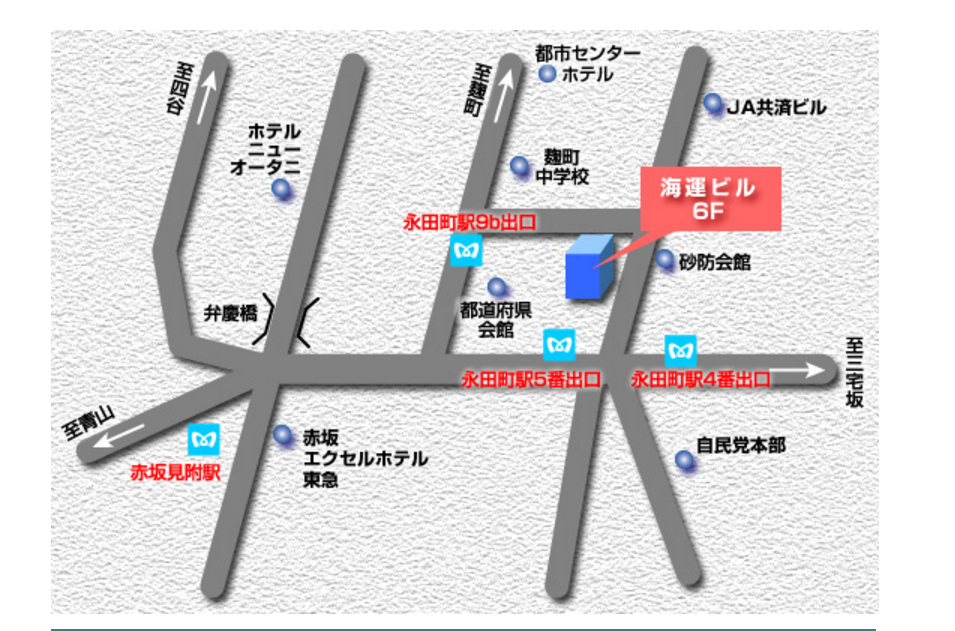 至四谷
ホテル
ニュー
オータニ
至麹町
都市センター
ホテル
JA共済ビル
麹町
中学校
海運ビル
6F
永田町駅9b出口
砂防会館
都道府県
会館
弁慶橋
永田町駅5番出口
永田町駅4番出口
至三宅坂
至青山
赤坂見附駅
赤坂
エクセルホテル
東急
自民党本部